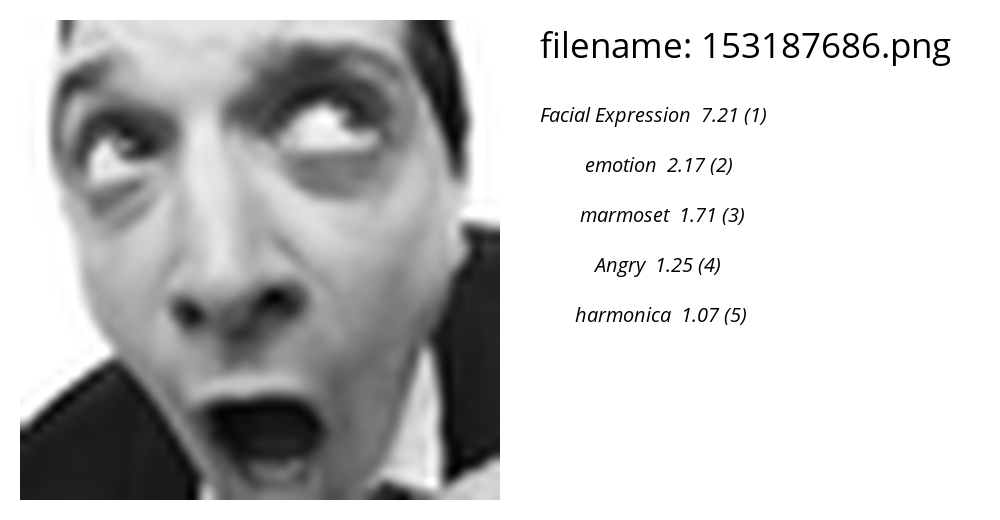 filename: 153187686.png
Facial Expression 7.21 (1)
emotion 2.17 (2)
marmoset 1.71 (3)
Angry 1.25 (4)
harmonica 1.07 (5)